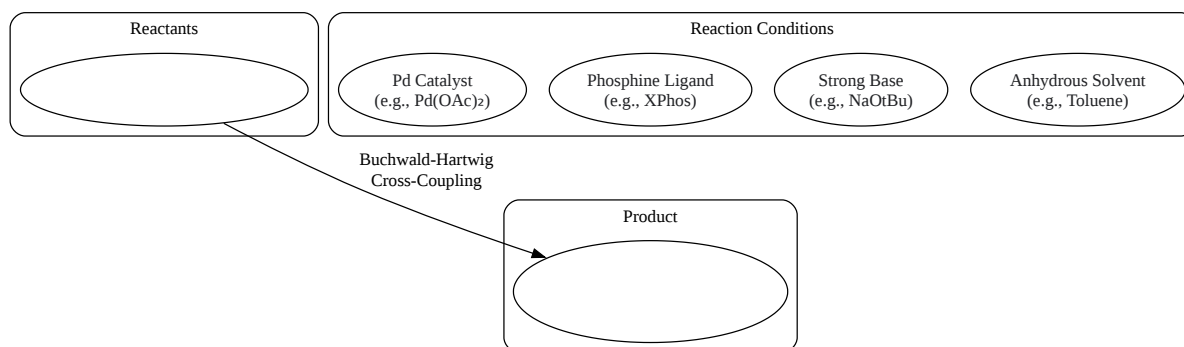 Reactants
Reaction Conditions
Pd Catalyst
(e.g., Pd(OAc)₂)
Phosphine Ligand
(e.g., XPhos)
Strong Base
(e.g., NaOtBu)
Anhydrous Solvent
(e.g., Toluene)
Buchwald-Hartwig
Cross-Coupling
Product